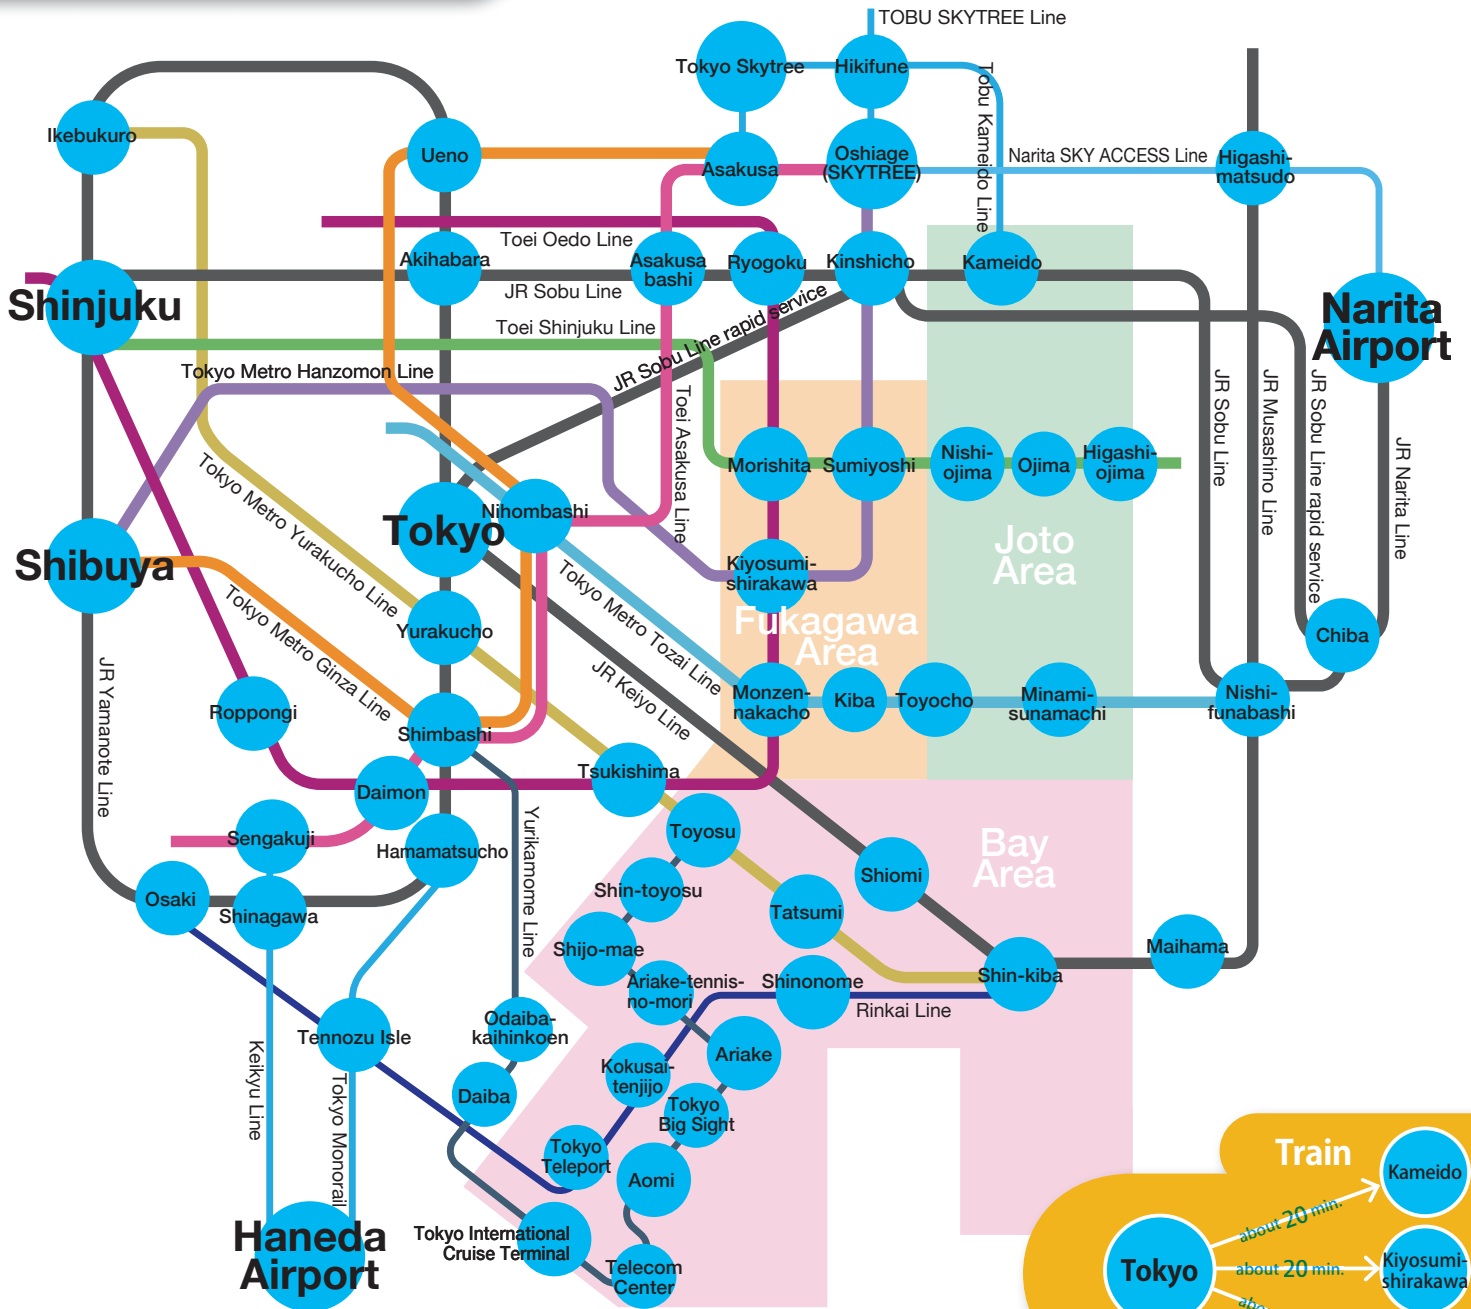 TOBU SKYTREE Line
Tokyo Skytree
Hikifune
Tobu Kameido Line
Ikebukuro
Ueno
Asakusa
Oshiage
(SKYTREE)
Narita SKY ACCESS Line
Higashi-
matsudo
Toei Oedo Line
Akihabara
Asakusa
bashi
Ryogoku
Kinshicho
Kameido
Shinjuku
JR Sobu Line
Toei Shinjuku Line
JR Sobu Line rapid service
Narita
Airport
Tokyo Metro Hanzomon Line
Toei Asakusa Line
JR Sobu Line
JR Musashino Line
JR Sobu Line rapid service
JR Narita Line
Morishita
Sumiyoshi
Nishi-
ojima
Ojima
Higashi-
ojima
Tokyo Metro Yurakucho Line
Tokyo
Nihombashi
Joto
Area
Shibuya
Kiyosumi-
shirakawa
Tokyo Metro Tozai Line
Fukagawa
Area
Tokyo Metro Ginza Line
Yurakucho
Chiba
JR Yamanote Line
JR Keiyo Line
Roppongi
Shimbashi
Monzen-
nakacho
Kiba
Toyocho
Minami-
sunamachi
Nishi-
funabashi
Tsukishima
Daimon
Toyosu
Yurikamome Line
Sengakuji
Hamamatsucho
Bay
Area
Shiomi
Osaki
Shinagawa
Shin-toyosu
Tatsumi
Shijo-mae
Maihama
Ariake-tennis-
no-mori
Shinonome
Shin-kiba
Rinkai Line
Tennozu Isle
Odaiba-
kaihinkoen
Keikyu Line
Tokyo Monorail
Daiba
Kokusai-
tenjijo
Ariake
Tokyo
Big Sight
Tokyo
Teleport
Aomi
Haneda
Airport
Tokyo International
Cruise Terminal
Telecom
Center
Train
Kameido
about 20 min.
Tokyo
about 20 min.
Kiyosumi-
shirakawa